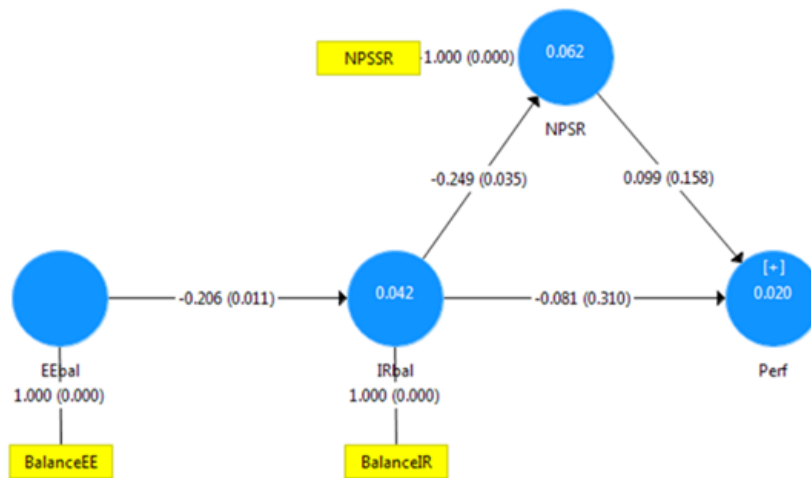 NPSSR
1.000 (0.000)
0.062
NPSR
-0.249 (0.035)
0.099 (0.158)
[+]
0.020
Perf
-0.206 (0.011)
0.042
-0.081 (0.310)
EEbal
1.000 (0.000)
IRbal
1.000 (0.000)
BalanceEE
BalanceIR